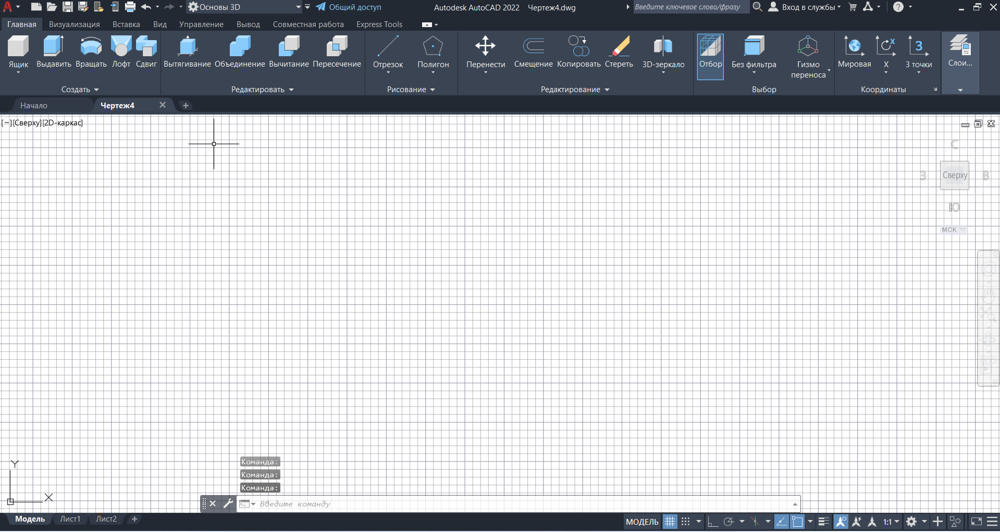 Основы 3D
Общий доступ
Autodesk AutoCAD 2022 Чертеж4.dwg
Введите ключевое слово/фразу
Вход в службы
Главная Визуализация Вставка Вид Управление Вывод Совместная работа Express Tools
Ящик Выдавить Вращать Лофт Сдвиг
Создать
Вытягивание Объединение Вычитание Пересечение
Редактировать
Отрезок Полигон
Рисование
Перенести Смещение Копировать Стереть 3D-зеркало
Редактирование
Отбор Без фильтра Гизмо
переноса
Выбор
Мировая X 3 точки
Координаты
Слои...
Начало Чертеж4
[−][Сверху][2D-каркас]
С
З Сверху В
Ю
МСК
Y
X
Команда:
Команда:
Команда:
Введите команду
Модель Лист1 Лист2
МОДЕЛЬ 1:1